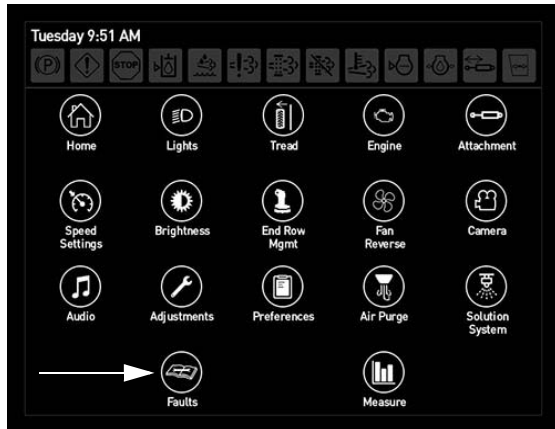 Tuesday 9:51 AM
(P) STOP
Home Lights Tread Engine Attachment
Speed Settings Brightness End Row Mgmt Fan Reverse Camera
Audio Adjustments Preferences Air Purge Solution System
Faults Measure